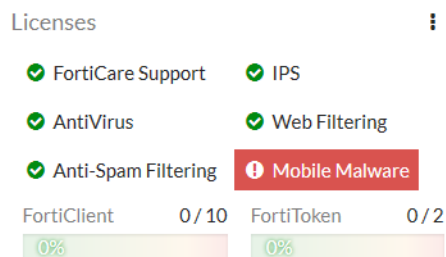 Licenses
FortiCare Support IPS
AntiVirus Web Filtering
Anti-Spam Filtering Mobile Malware
FortiClient 0 / 10 FortiToken 0 / 2
0% 0%